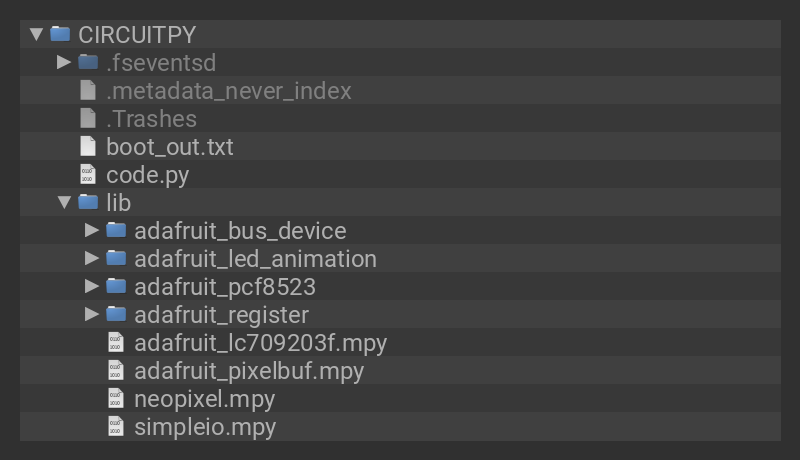 CIRCUITPY
.fseventsd
.metadata_never_index
.Trashes
boot_out.txt
code.py
lib
adafruit_bus_device
adafruit_led_animation
adafruit_pcf8523
adafruit_register
adafruit_lc709203f.mpy
adafruit_pixelbuf.mpy
neopixel.mpy
simpleio.mpy